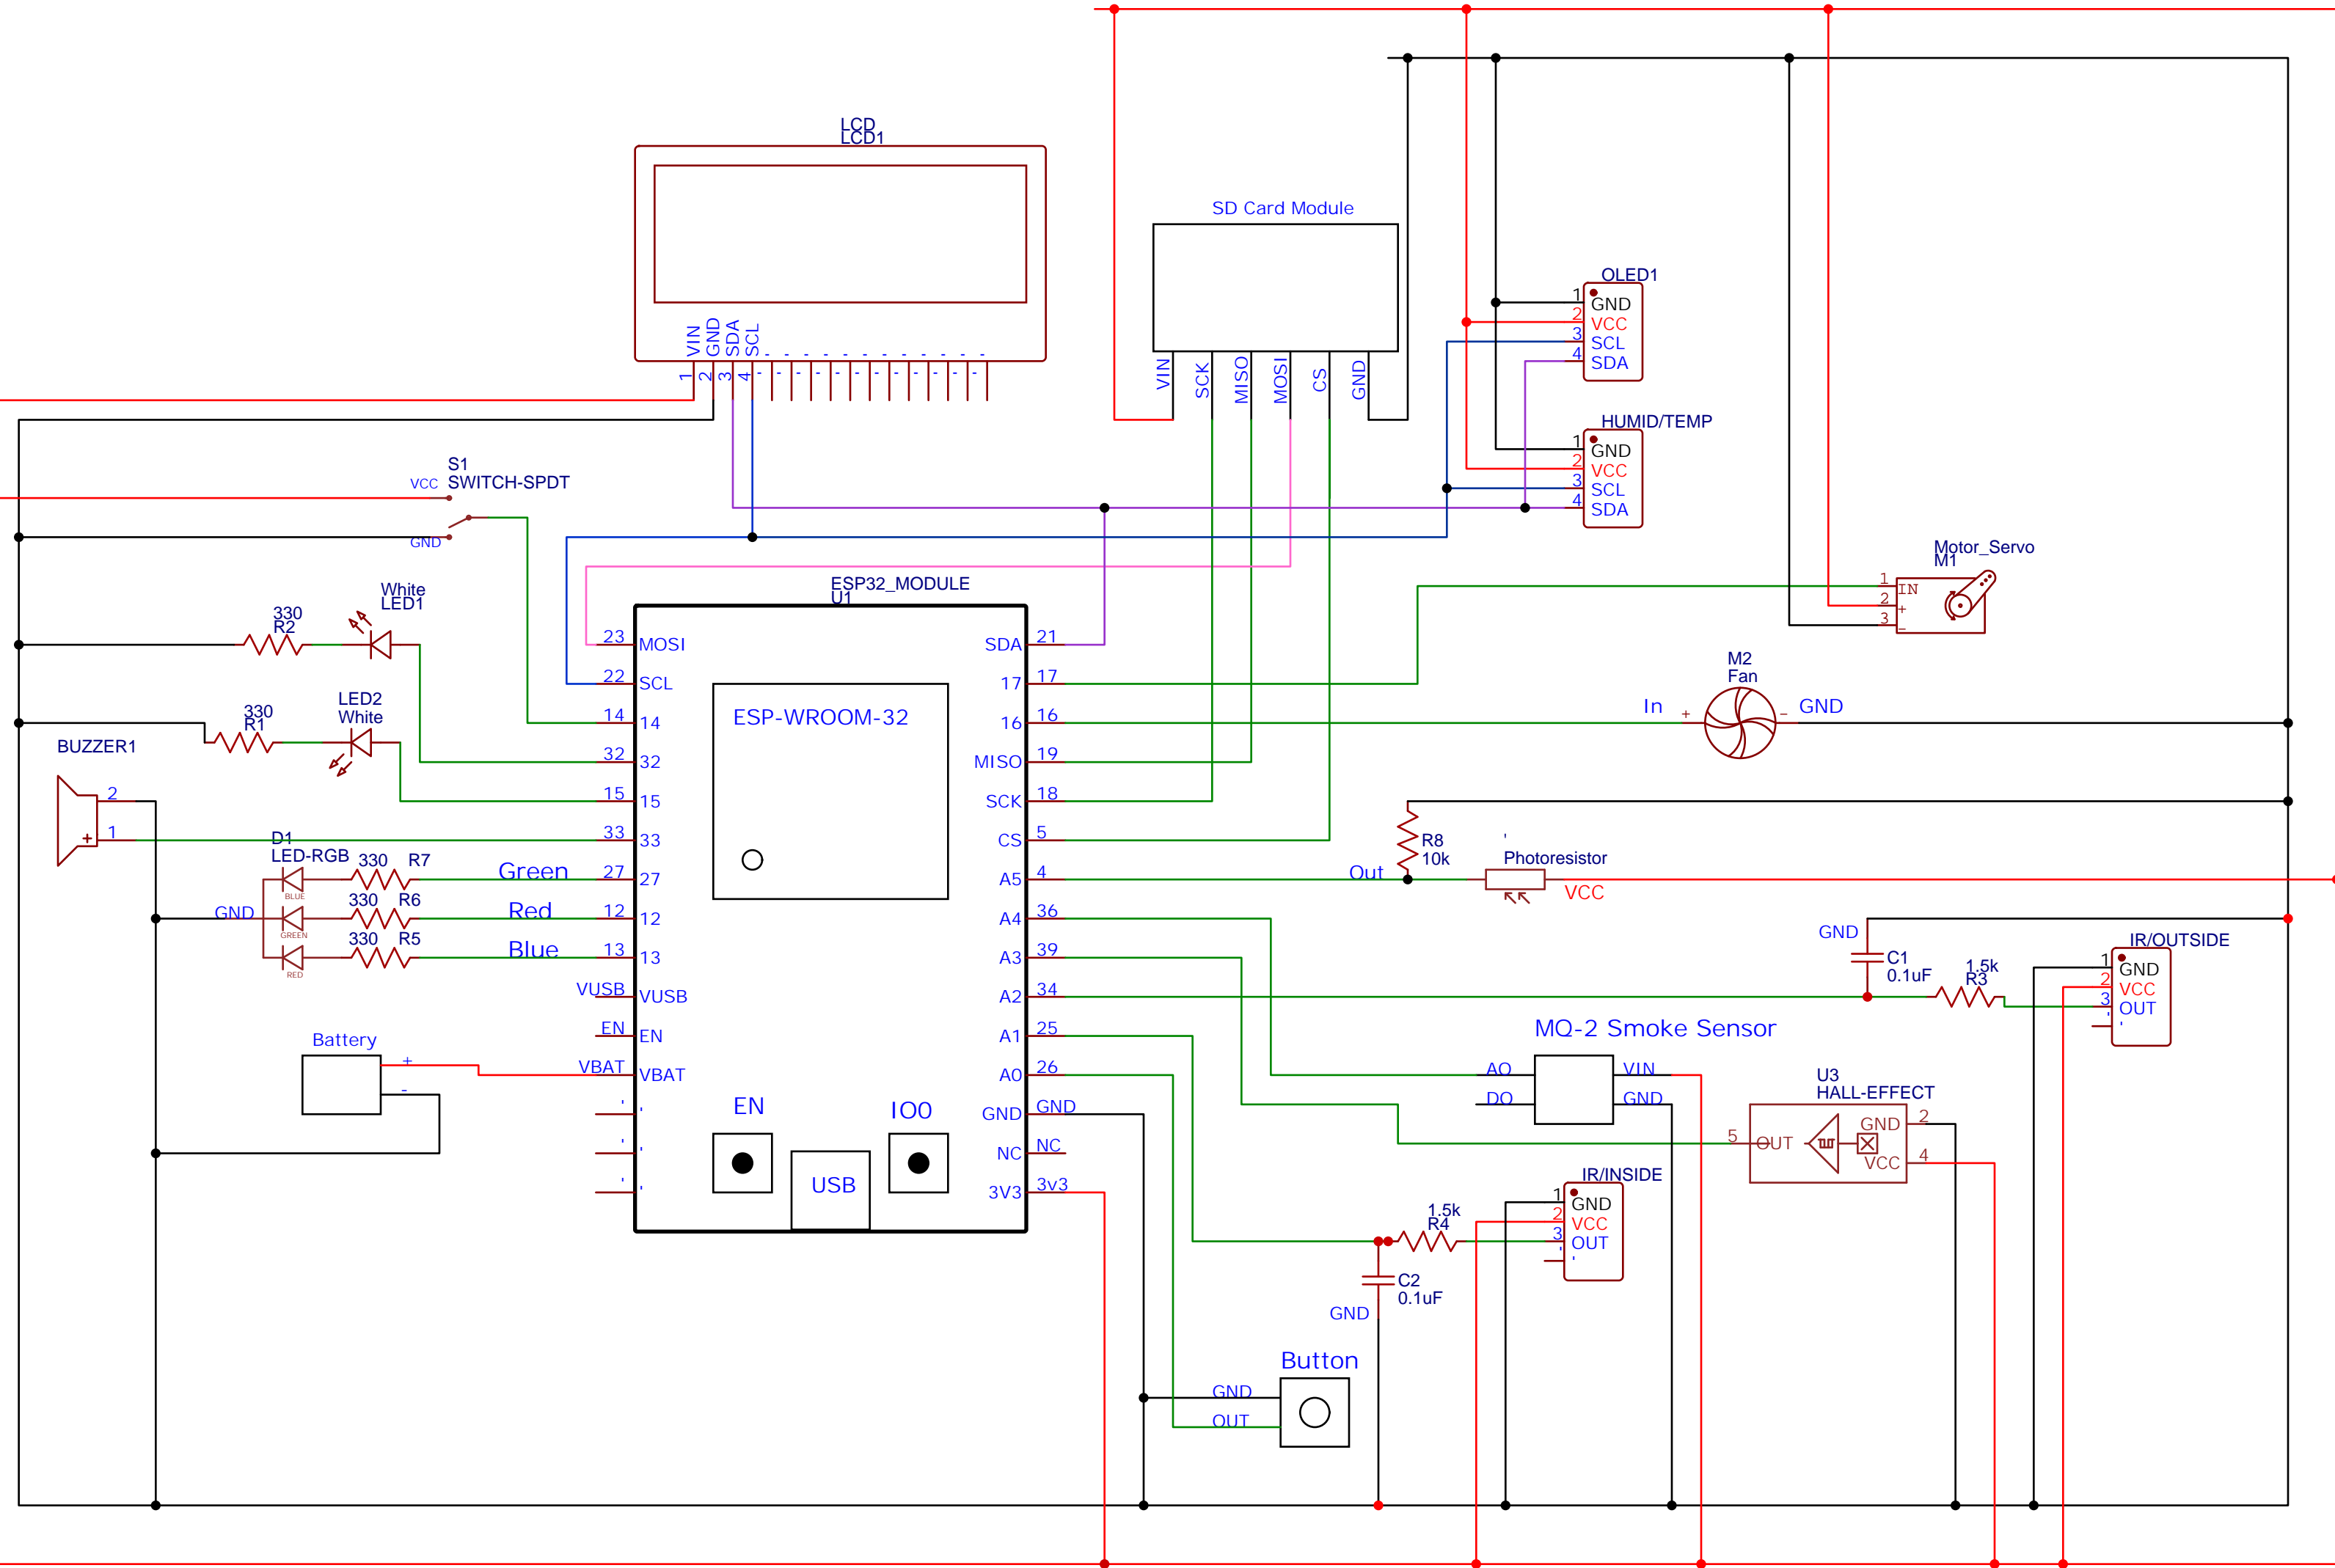 LCD
LCD1
VIN
GND
SDA
SCL
- - - - - - - - - - - -
1
2
3
4
- - - - - - - - - - - -
SD Card Module
VIN
SCK
MISO
MOSI
CS
GND
OLED1
1 GND
2 VCC
3 SCL
4 SDA
HUMID/TEMP
1 GND
2 VCC
3 SCL
4 SDA
S1
VCC SWITCH-SPDT
GND
Motor_Servo
M1
1 IN
2 +
3 -
White
LED1
330
R2
LED2
White
330
R1
BUZZER1
2
+ 1
D1
LED-RGB
330 R7
BLUE
330 R6
GREEN
330 R5
RED
GND
Green
Red
Blue
Battery
+
-
ESP32_MODULE
U1
ESP-WROOM-32
23 MOSI
22 SCL
14 14
32 32
15 15
33 33
27 27
12 12
13 13
VUSB VUSB
EN EN
VBAT VBAT
' '
' '
' '
SDA 21
17 17
16 16
MISO 19
SCK 18
CS 5
A5 4
A4 36
A3 39
A2 34
A1 25
A0 26
GND GND
NC NC
3V3 3v3
EN
IO0
USB
M2
Fan
In + - GND
R8
10k
'
Photoresistor
Out
VCC
GND
C1
0.1uF
1.5k
R3
IR/OUTSIDE
1 GND
2 VCC
3 OUT
' '
MQ-2 Smoke Sensor
AO VIN
DO GND
U3
HALL-EFFECT
GND 2
5 OUT
VCC 4
IR/INSIDE
1 GND
2 VCC
3 OUT
' '
1.5k
R4
C2
0.1uF
GND
Button
GND
OUT